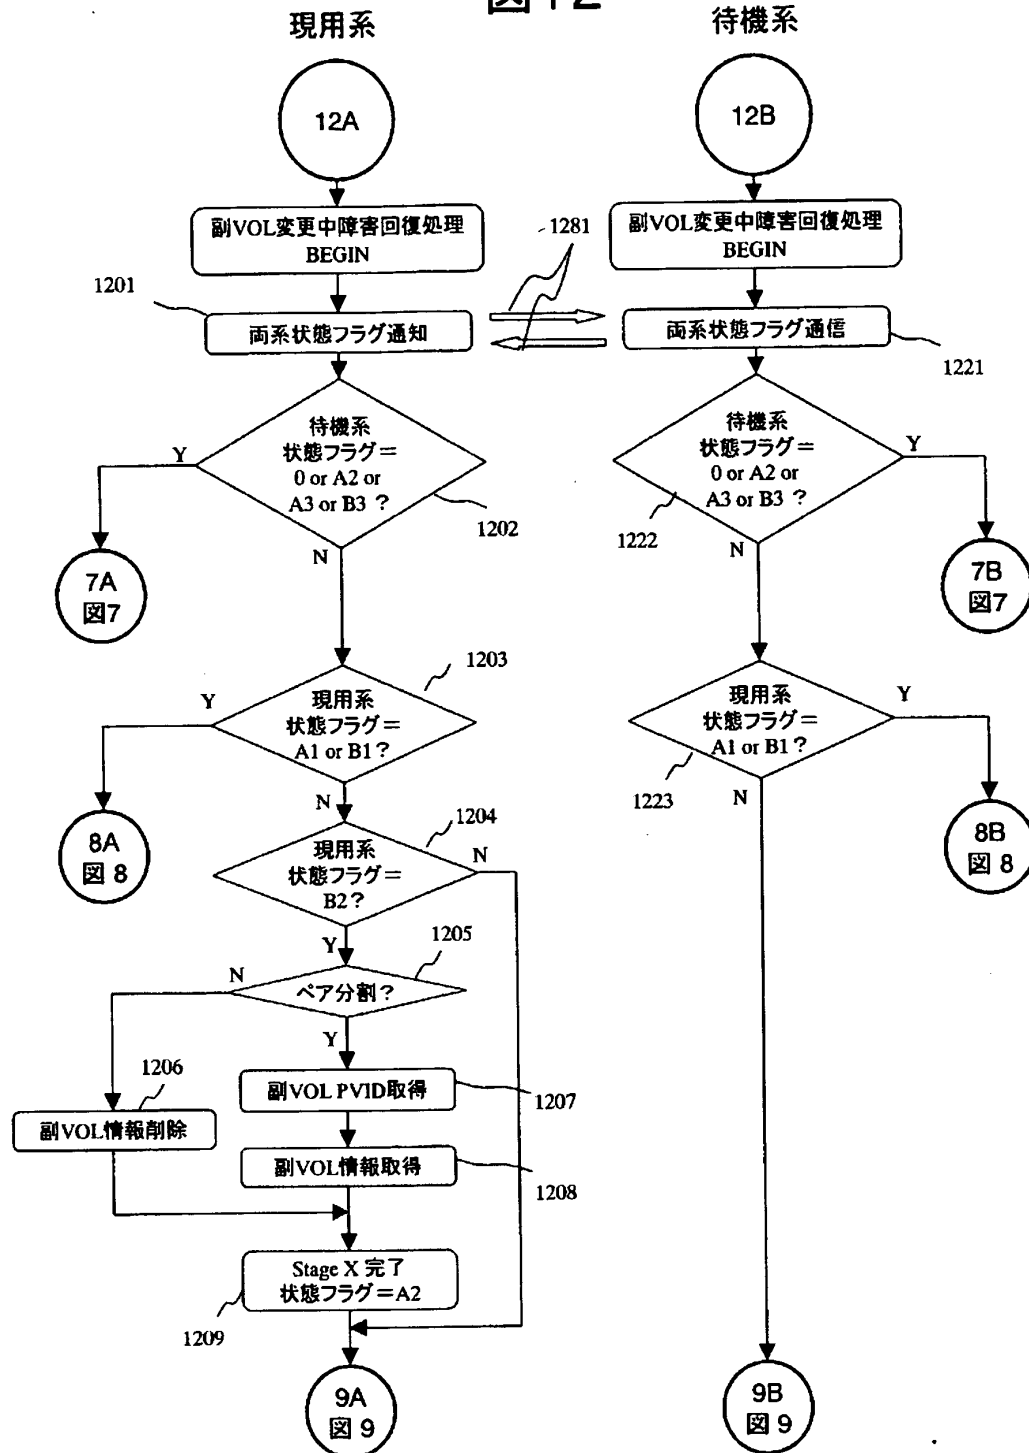 図12
現用系
待機系
12A
12B
副VOL変更中障害回復処理
BEGIN
副VOL変更中障害回復処理
BEGIN
1281
1201
両系状態フラグ通知
両系状態フラグ通信
1221
待機系
状態フラグ＝
0 or A2 or
A3 or B3 ？
Y
N
1202
待機系
状態フラグ＝
0 or A2 or
A3 or B3 ？
Y
N
1222
7A
図7
7B
図7
1203
現用系
状態フラグ＝
A1 or B1？
Y
N
現用系
状態フラグ＝
A1 or B1？
Y
N
1223
8A
図 8
8B
図 8
1204
現用系
状態フラグ＝
B2？
N
Y
1205
ペア分割？
N
Y
1206
副VOL情報削除
副VOL PVID取得
1207
副VOL情報取得
1208
Stage X 完了
状態フラグ＝A2
1209
9A
図 9
9B
図 9